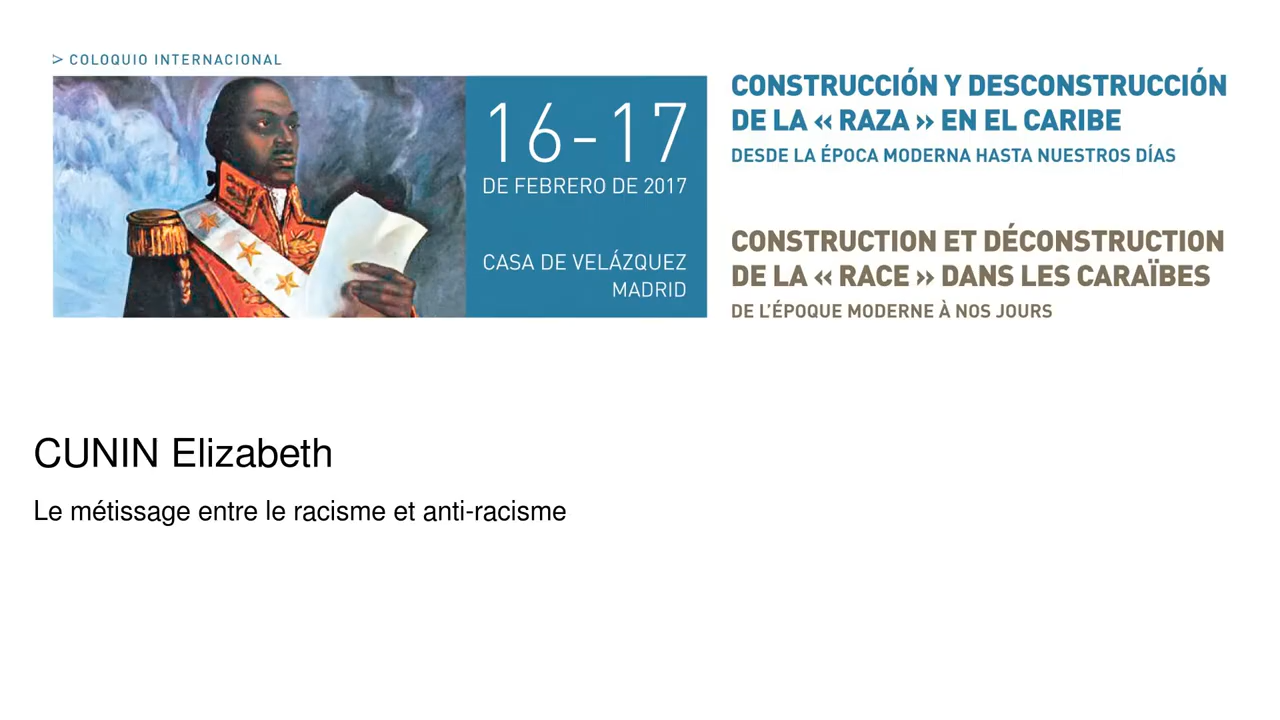 > COLOQUIO INTERNACIONAL
16-17
DE FEBRERO DE 2017
CASA DE VELÁZQUEZ
MADRID
CONSTRUCCIÓN Y DESCONSTRUCCIÓN
DE LA « RAZA » EN EL CARIBE
DESDE LA ÉPOCA MODERNA HASTA NUESTROS DÍAS
CONSTRUCTION ET DÉCONSTRUCTION
DE LA « RACE » DANS LES CARAÏBES
DE L'ÉPOQUE MODERNE À NOS JOURS
CUNIN Elizabeth
Le métissage entre le racisme et anti-racisme